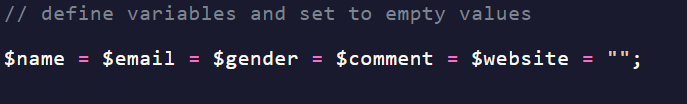 // define variables and set to empty values
$name = $email = $gender = $comment = $website = "";